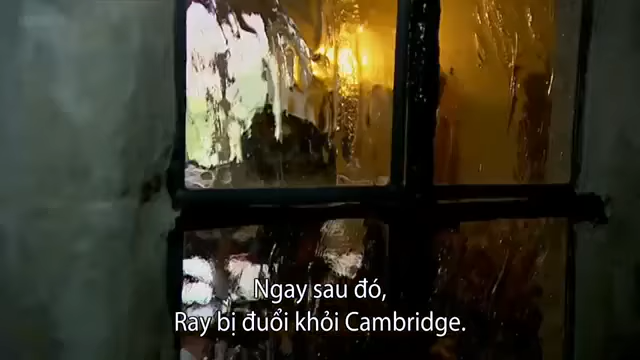 Ngay sau đó,
Ray bị đuổi khỏi Cambridge.